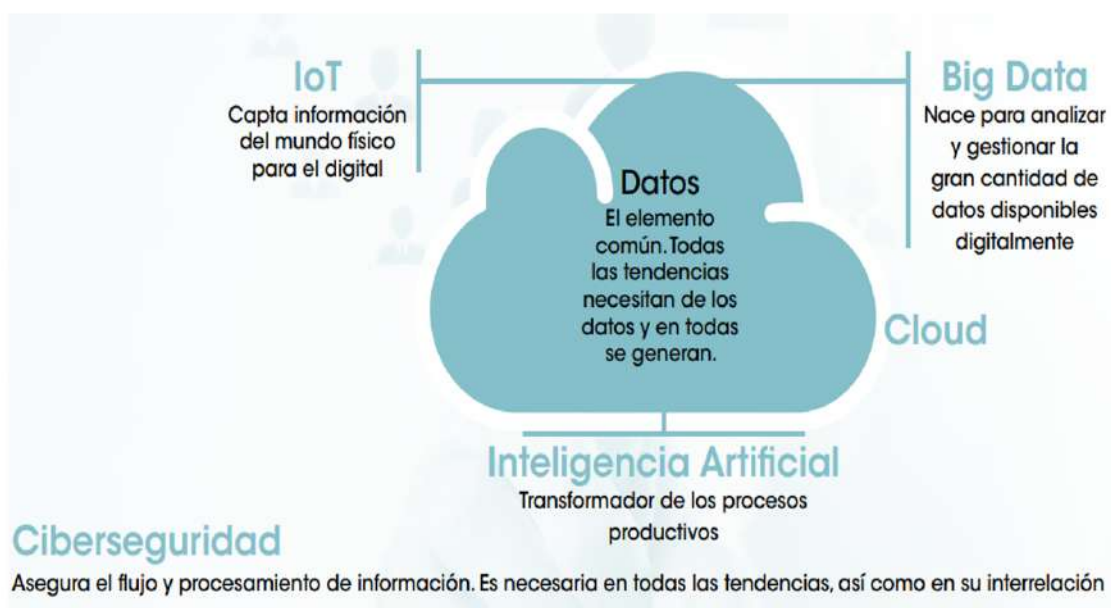 IoT
Capta información
del mundo físico
para el digital
Big Data
Nace para analizar
y gestionar la
gran cantidad de
datos disponibles
digitalmente
Datos
El elemento
común. Todas
las tendencias
necesitan de los
datos y en todas
se generan.
Cloud
Inteligencia Artificial
Transformador de los procesos
productivos
Ciberseguridad
Asegura el flujo y procesamiento de información. Es necesaria en todas las tendencias, así como en su interrelación